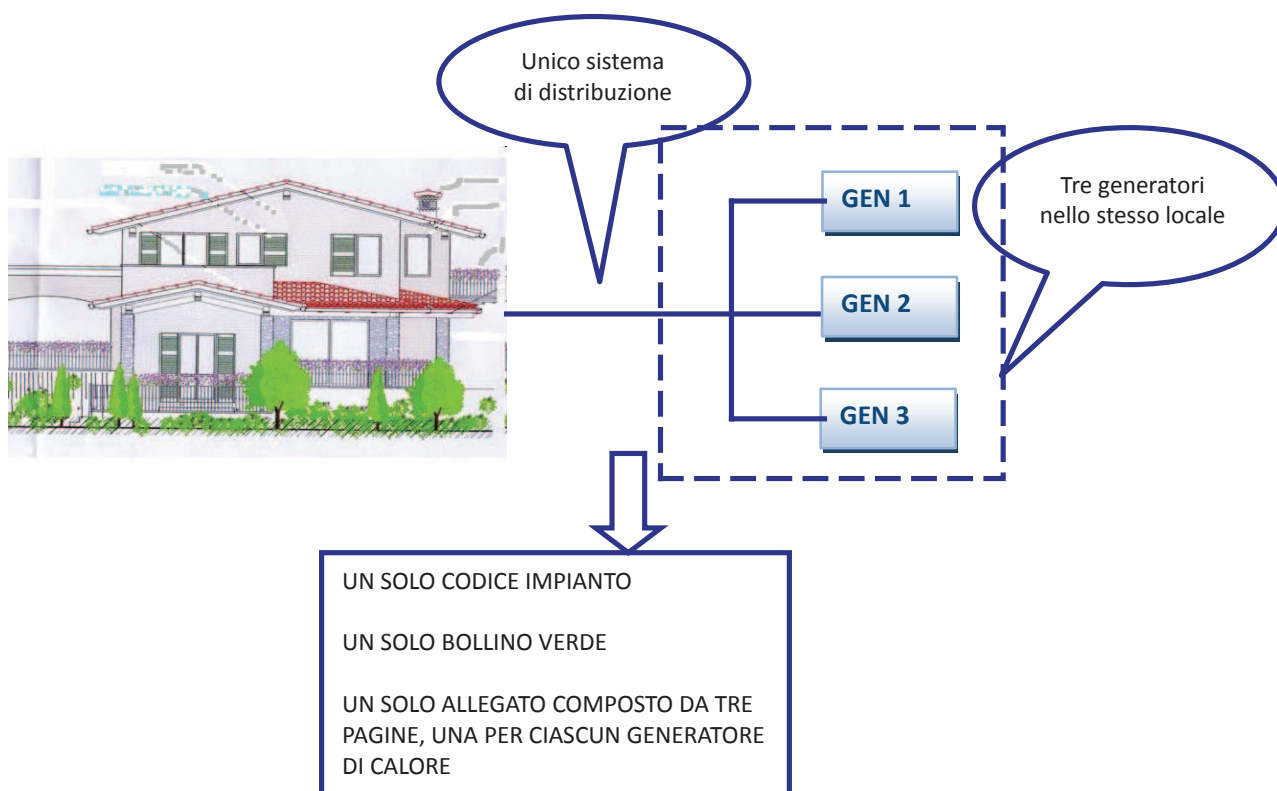 Unico sistema
di distribuzione
GEN 1
Tre generatori
nello stesso locale
GEN 2
GEN 3
UN SOLO CODICE IMPIANTO
UN SOLO BOLLINO VERDE
UN SOLO ALLEGATO COMPOSTO DA TRE
PAGINE, UNA PER CIASCUN GENERATORE
DI CALORE